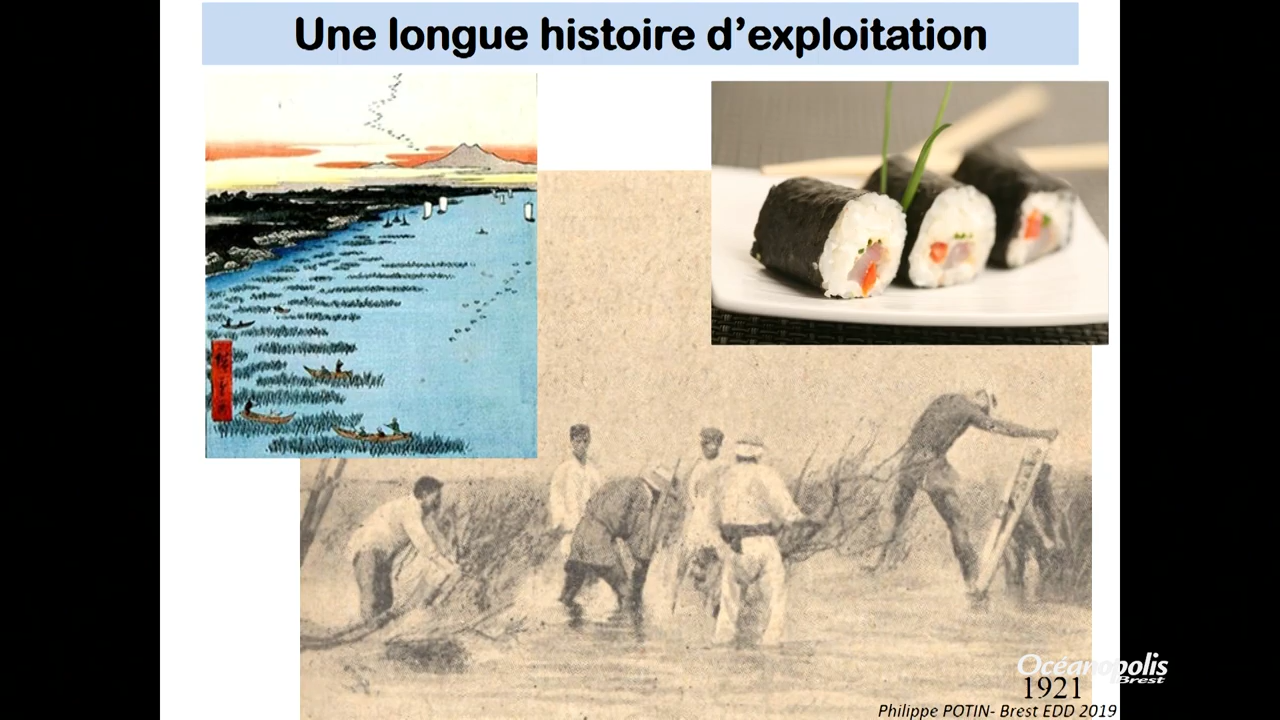 Une longue histoire d’exploitation
Océanopolis
Brest
1921
Philippe POTIN- Brest EDD 2019